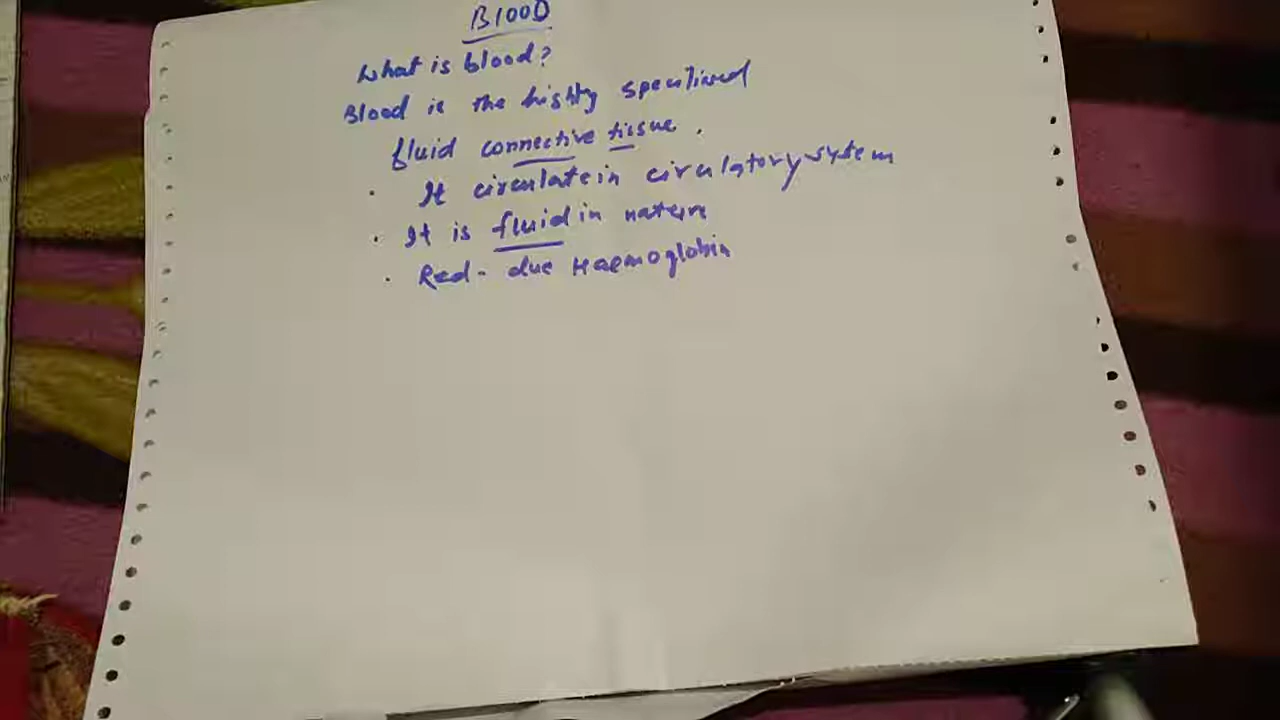 BlOOD
What is blood?
Blood is the highly specilized
fluid connective tissue.
· It circulate in circulatory system
· It is fluid in nature
· Red - due Haemoglobin